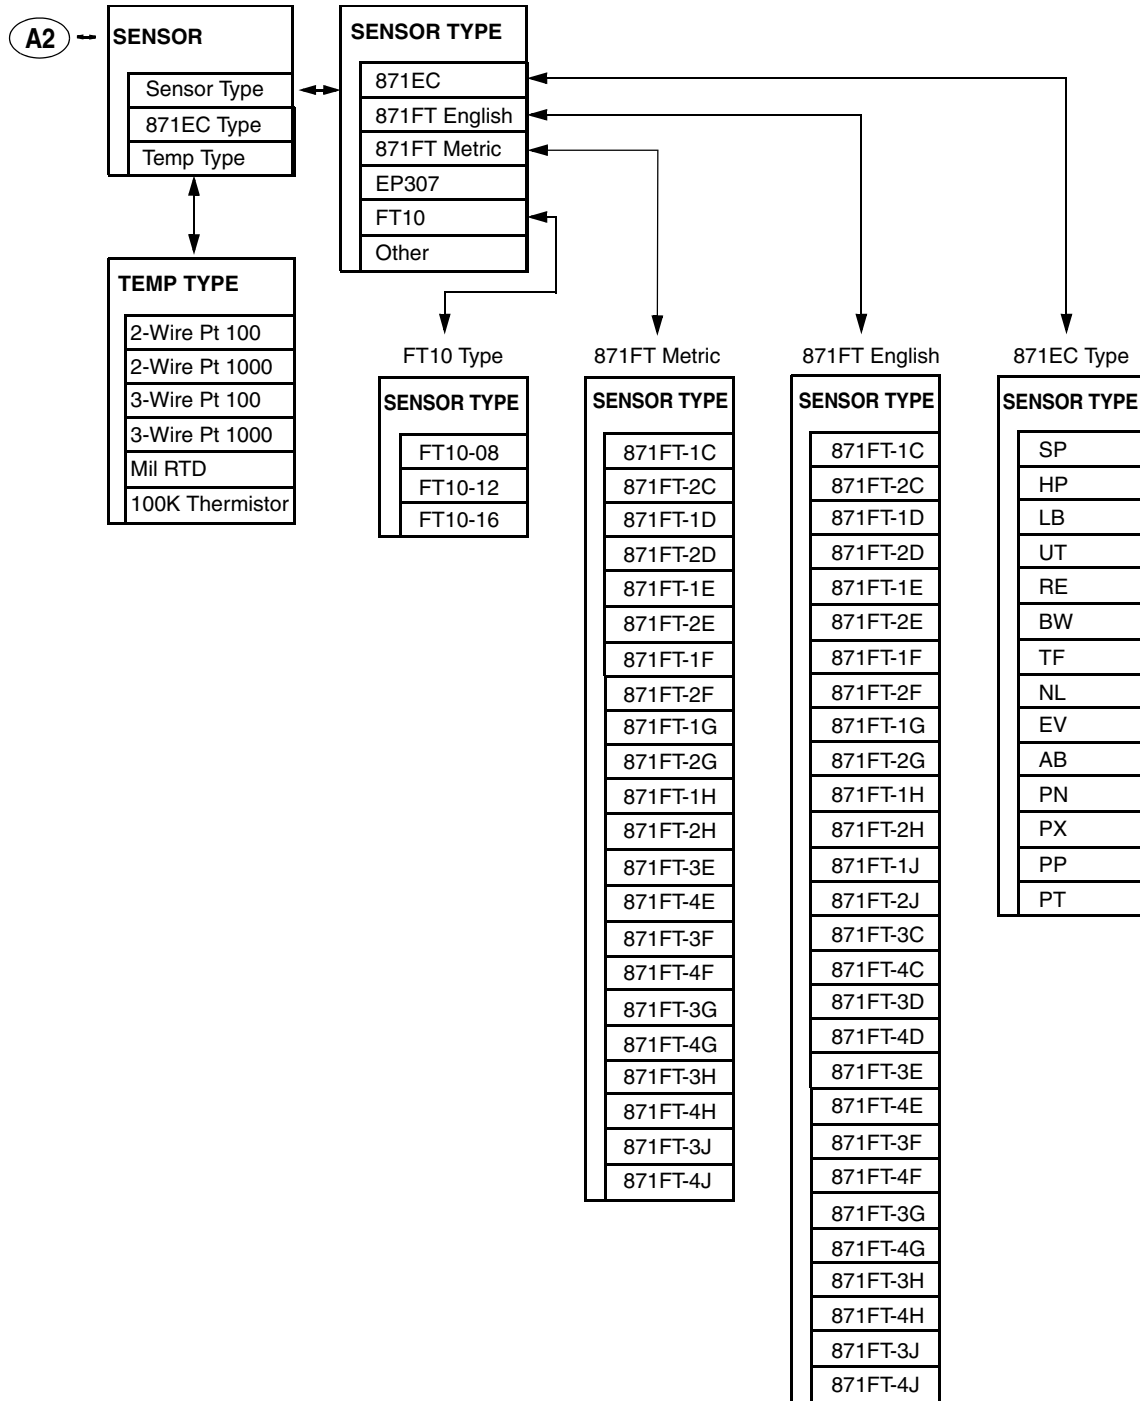 A2
SENSOR
Sensor Type
871EC Type
Temp Type
SENSOR TYPE
871EC
871FT English
871FT Metric
EP307
FT10
Other
TEMP TYPE
2-Wire Pt 100
2-Wire Pt 1000
3-Wire Pt 100
3-Wire Pt 1000
Mil RTD
100K Thermistor
FT10 Type
SENSOR TYPE
FT10-08
FT10-12
FT10-16
871FT Metric
SENSOR TYPE
871FT-1C
871FT-2C
871FT-1D
871FT-2D
871FT-1E
871FT-2E
871FT-1F
871FT-2F
871FT-1G
871FT-2G
871FT-1H
871FT-2H
871FT-3E
871FT-4E
871FT-3F
871FT-4F
871FT-3G
871FT-4G
871FT-3H
871FT-4H
871FT-3J
871FT-4J
871FT English
SENSOR TYPE
871FT-1C
871FT-2C
871FT-1D
871FT-2D
871FT-1E
871FT-2E
871FT-1F
871FT-2F
871FT-1G
871FT-2G
871FT-1H
871FT-2H
871FT-1J
871FT-2J
871FT-3C
871FT-4C
871FT-3D
871FT-4D
871FT-3E
871FT-4E
871FT-3F
871FT-4F
871FT-3G
871FT-4G
871FT-3H
871FT-4H
871FT-3J
871FT-4J
871EC Type
SENSOR TYPE
SP
HP
LB
UT
RE
BW
TF
NL
EV
AB
PN
PX
PP
PT